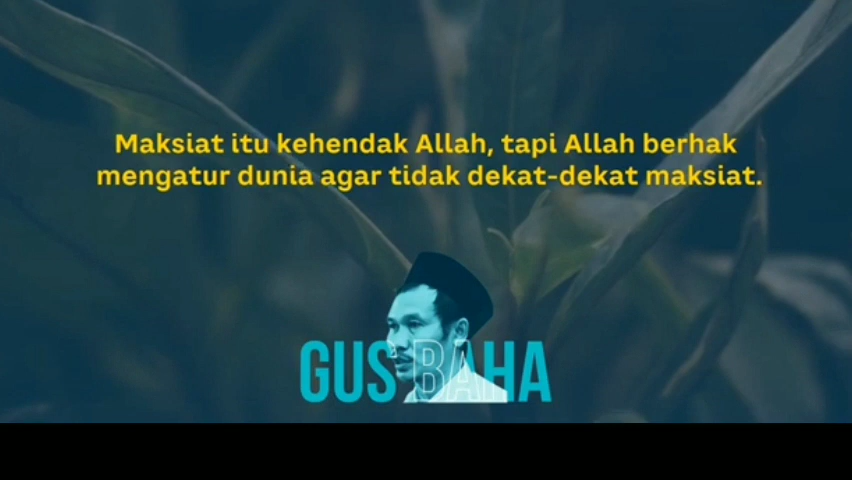 Maksiat itu kehendak Allah, tapi Allah berhak
mengatur dunia agar tidak dekat-dekat maksiat.
GUS BAHA